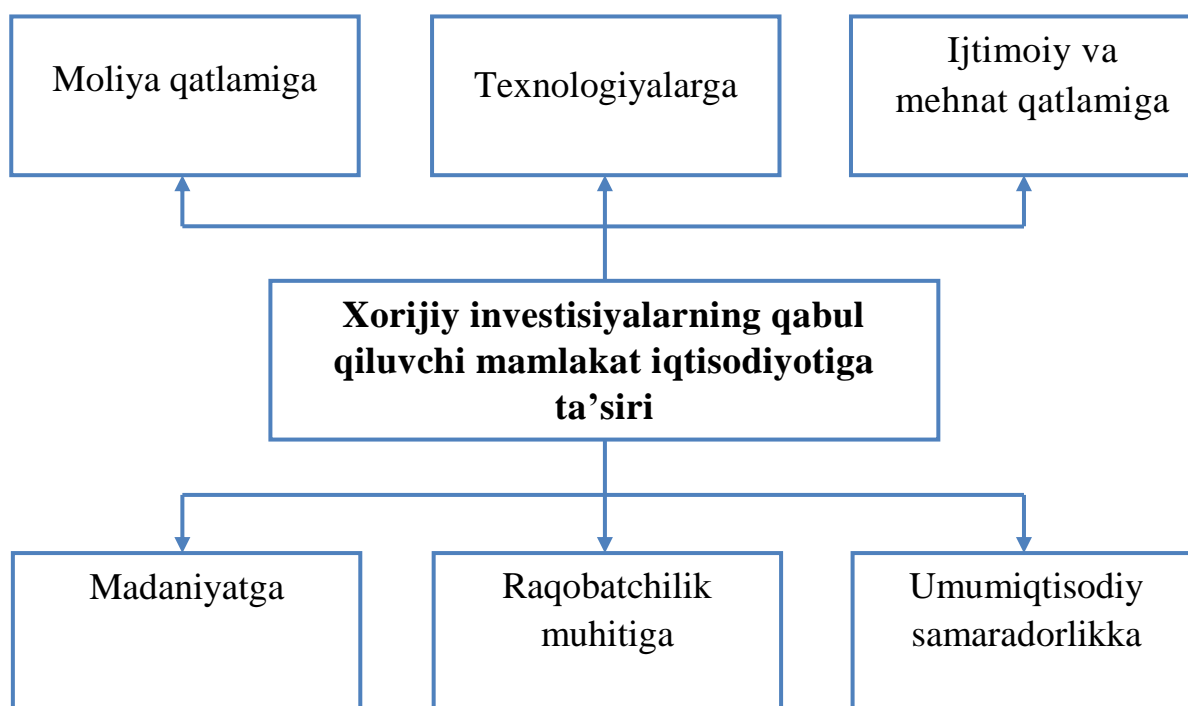 Moliya qatlamiga
Texnologiyalarga
Ijtimoiy va
mehnat qatlamiga
Xorijiy investisiyalarning qabul
qiluvchi mamlakat iqtisodiyotiga
ta’siri
Madaniyatga
Raqobatchilik
muhitiga
Umumiqtisodiy
samaradorlikka